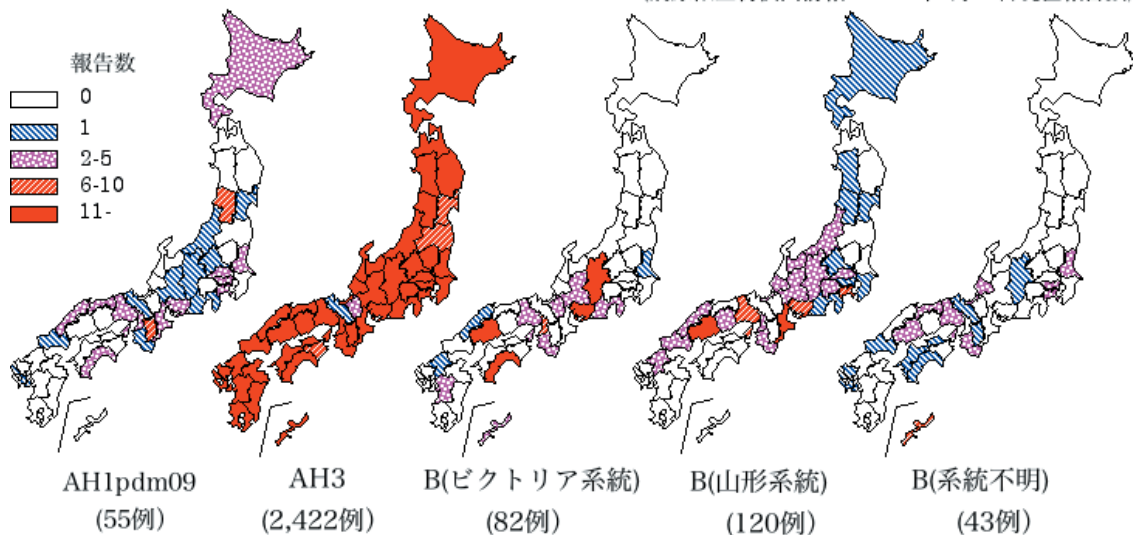 報告数
0
1
2-5
6-10
11-
AH1pdm09
(55例)
AH3
(2,422例)
B(ビクトリア系統)
(82例)
B(山形系統)
(120例)
B(系統不明)
(43例)